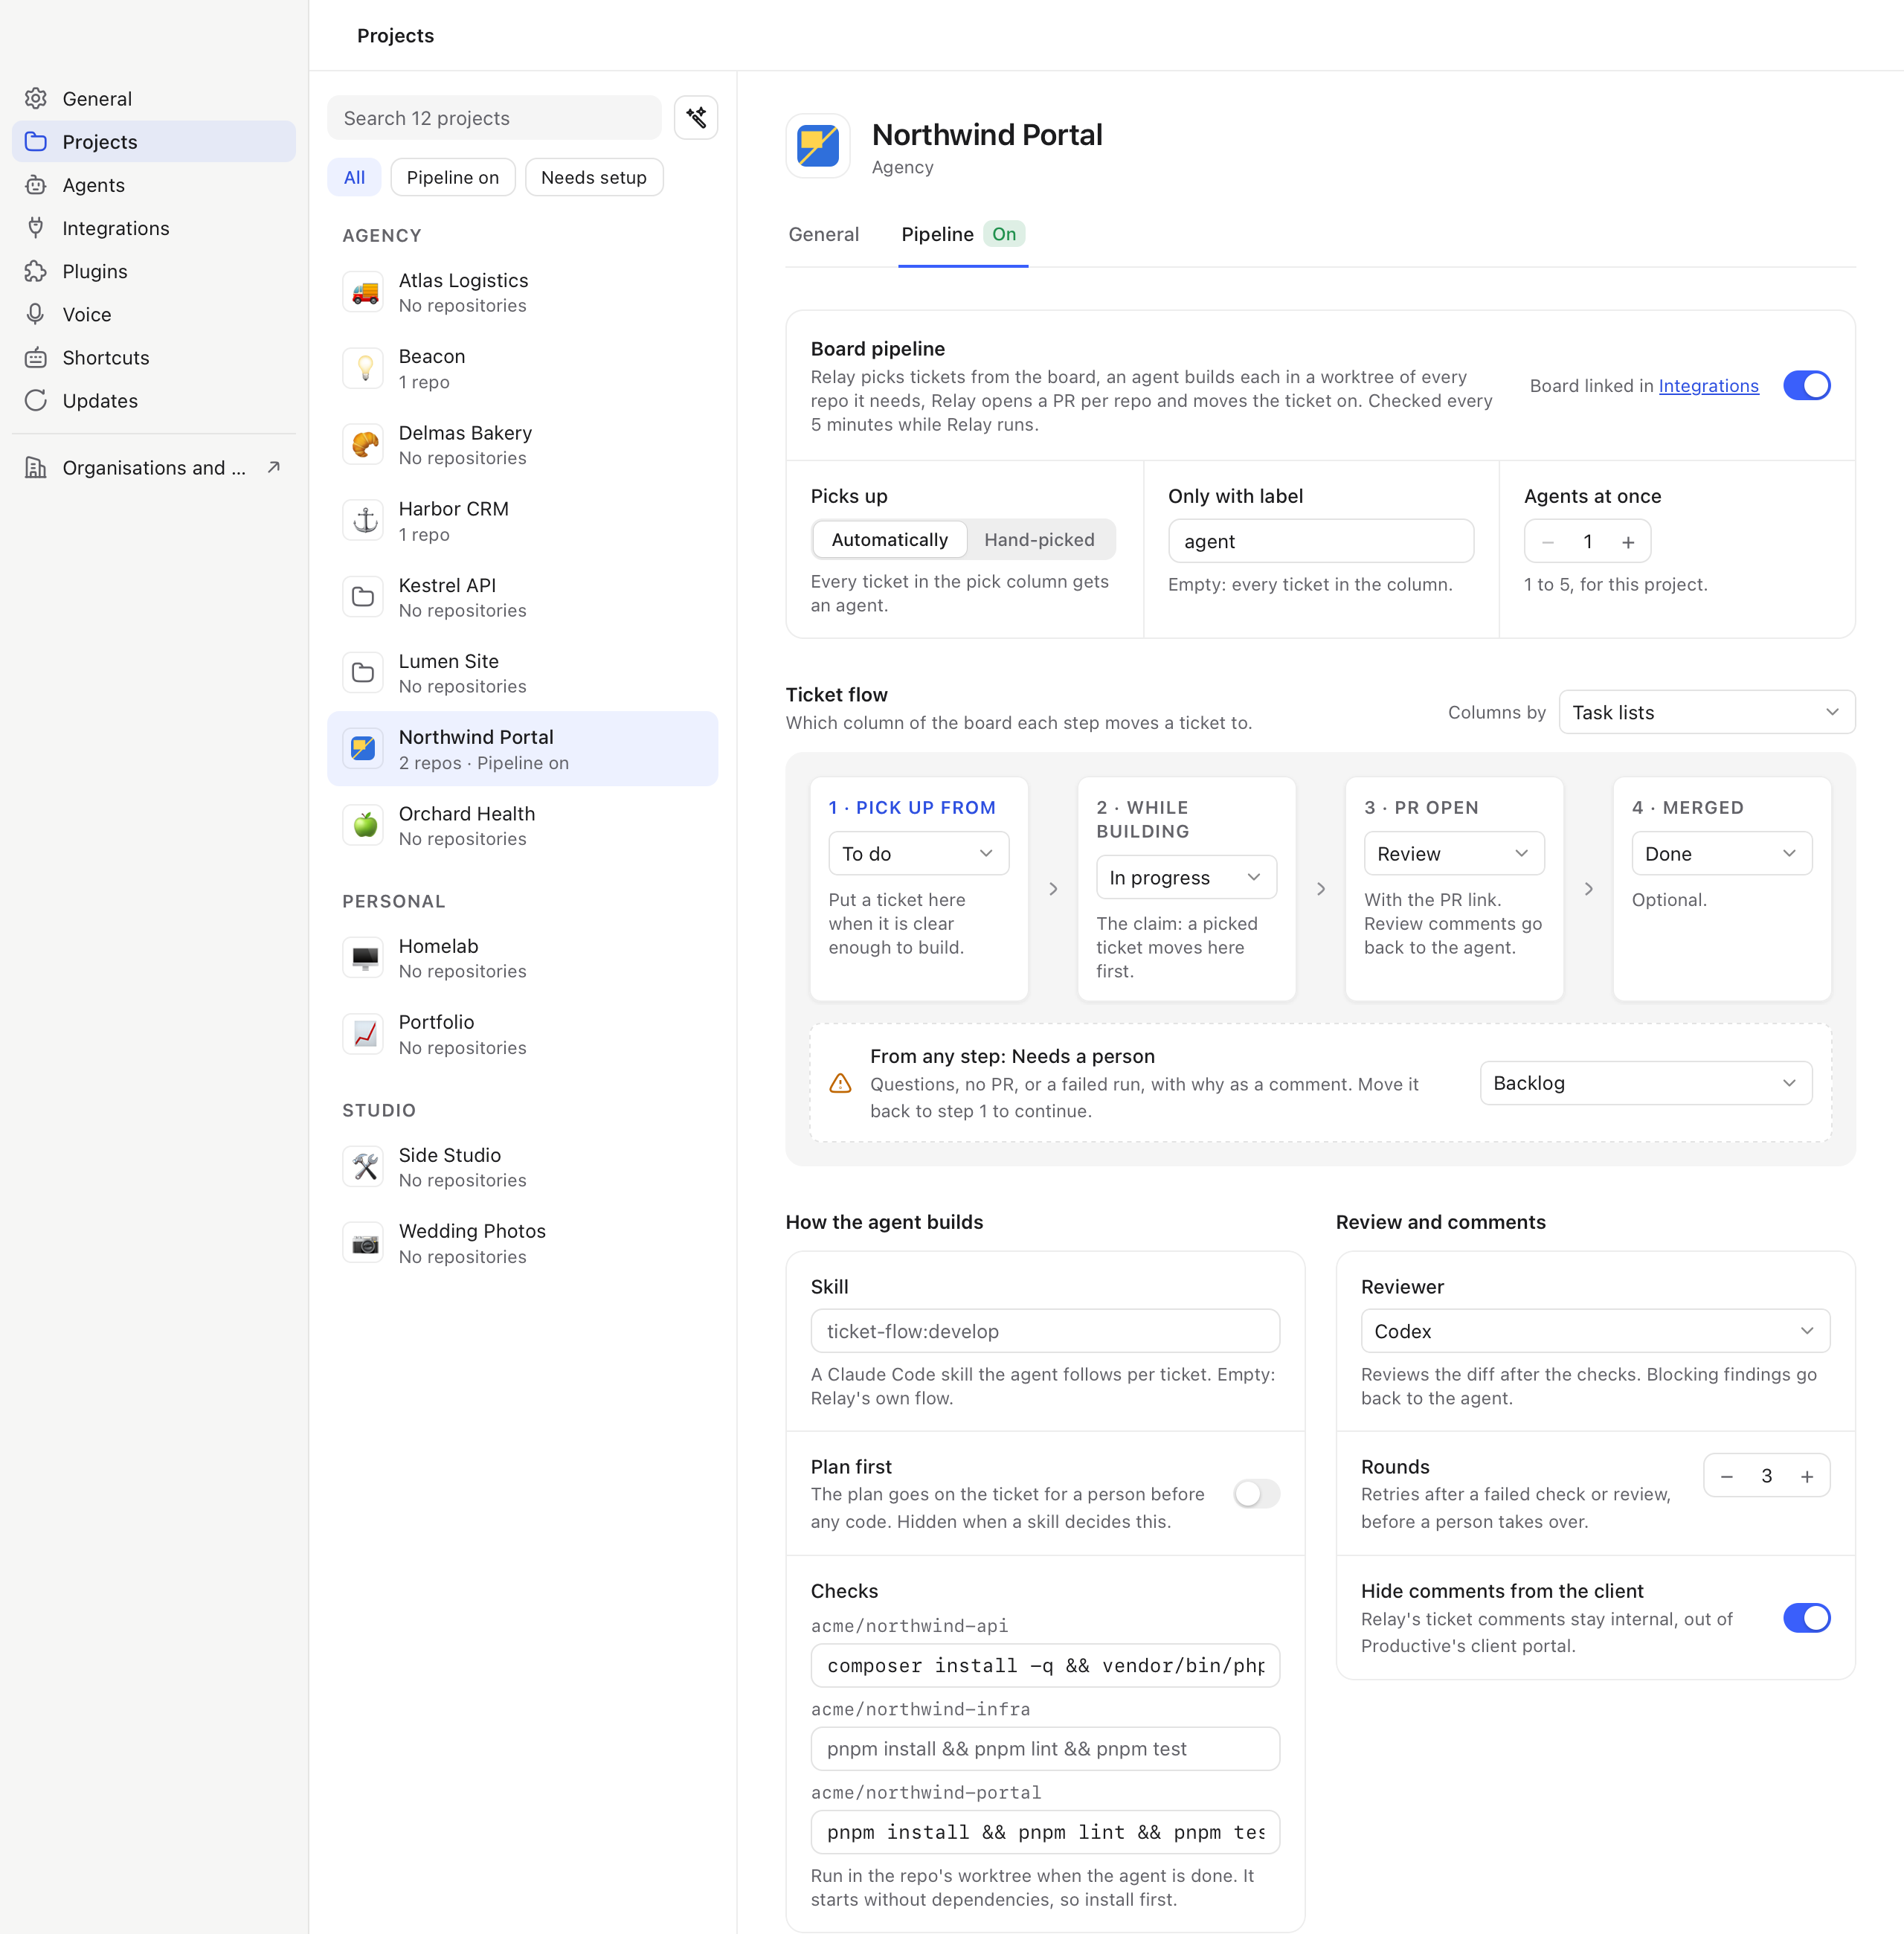 Projects
General
Projects
Agents
Integrations
Plugins
Voice
Shortcuts
Updates
Organisations and ...
Search 12 projects
All
Pipeline on
Needs setup
AGENCY
Atlas Logistics
No repositories
Beacon
1 repo
Delmas Bakery
No repositories
Harbor CRM
1 repo
Kestrel API
No repositories
Lumen Site
No repositories
Northwind Portal
2 repos · Pipeline on
Orchard Health
No repositories
PERSONAL
Homelab
No repositories
Portfolio
No repositories
STUDIO
Side Studio
No repositories
Wedding Photos
No repositories
Northwind Portal
Agency
General
Pipeline On
Board pipeline
Relay picks tickets from the board, an agent builds each in a worktree of every
repo it needs, Relay opens a PR per repo and moves the ticket on. Checked every
5 minutes while Relay runs.
Board linked in Integrations
Picks up
Automatically
Hand-picked
Every ticket in the pick column gets
an agent.
Only with label
agent
Empty: every ticket in the column.
Agents at once
− 1 +
1 to 5, for this project.
Ticket flow
Which column of the board each step moves a ticket to.
Columns by
Task lists
1 · PICK UP FROM
To do
Put a ticket here
when it is clear
enough to build.
2 · WHILE
BUILDING
In progress
The claim: a picked
ticket moves here
first.
3 · PR OPEN
Review
With the PR link.
Review comments go
back to the agent.
4 · MERGED
Done
Optional.
From any step: Needs a person
Questions, no PR, or a failed run, with why as a comment. Move it
back to step 1 to continue.
Backlog
How the agent builds
Skill
ticket-flow:develop
A Claude Code skill the agent follows per ticket. Empty:
Relay's own flow.
Plan first
The plan goes on the ticket for a person before
any code. Hidden when a skill decides this.
Checks
acme/northwind-api
composer install -q && vendor/bin/php
acme/northwind-infra
pnpm install && pnpm lint && pnpm test
acme/northwind-portal
pnpm install && pnpm lint && pnpm tes
Run in the repo's worktree when the agent is done. It
starts without dependencies, so install first.
Review and comments
Reviewer
Codex
Reviews the diff after the checks. Blocking findings go
back to the agent.
Rounds
Retries after a failed check or review,
before a person takes over.
− 3 +
Hide comments from the client
Relay's ticket comments stay internal, out of
Productive's client portal.